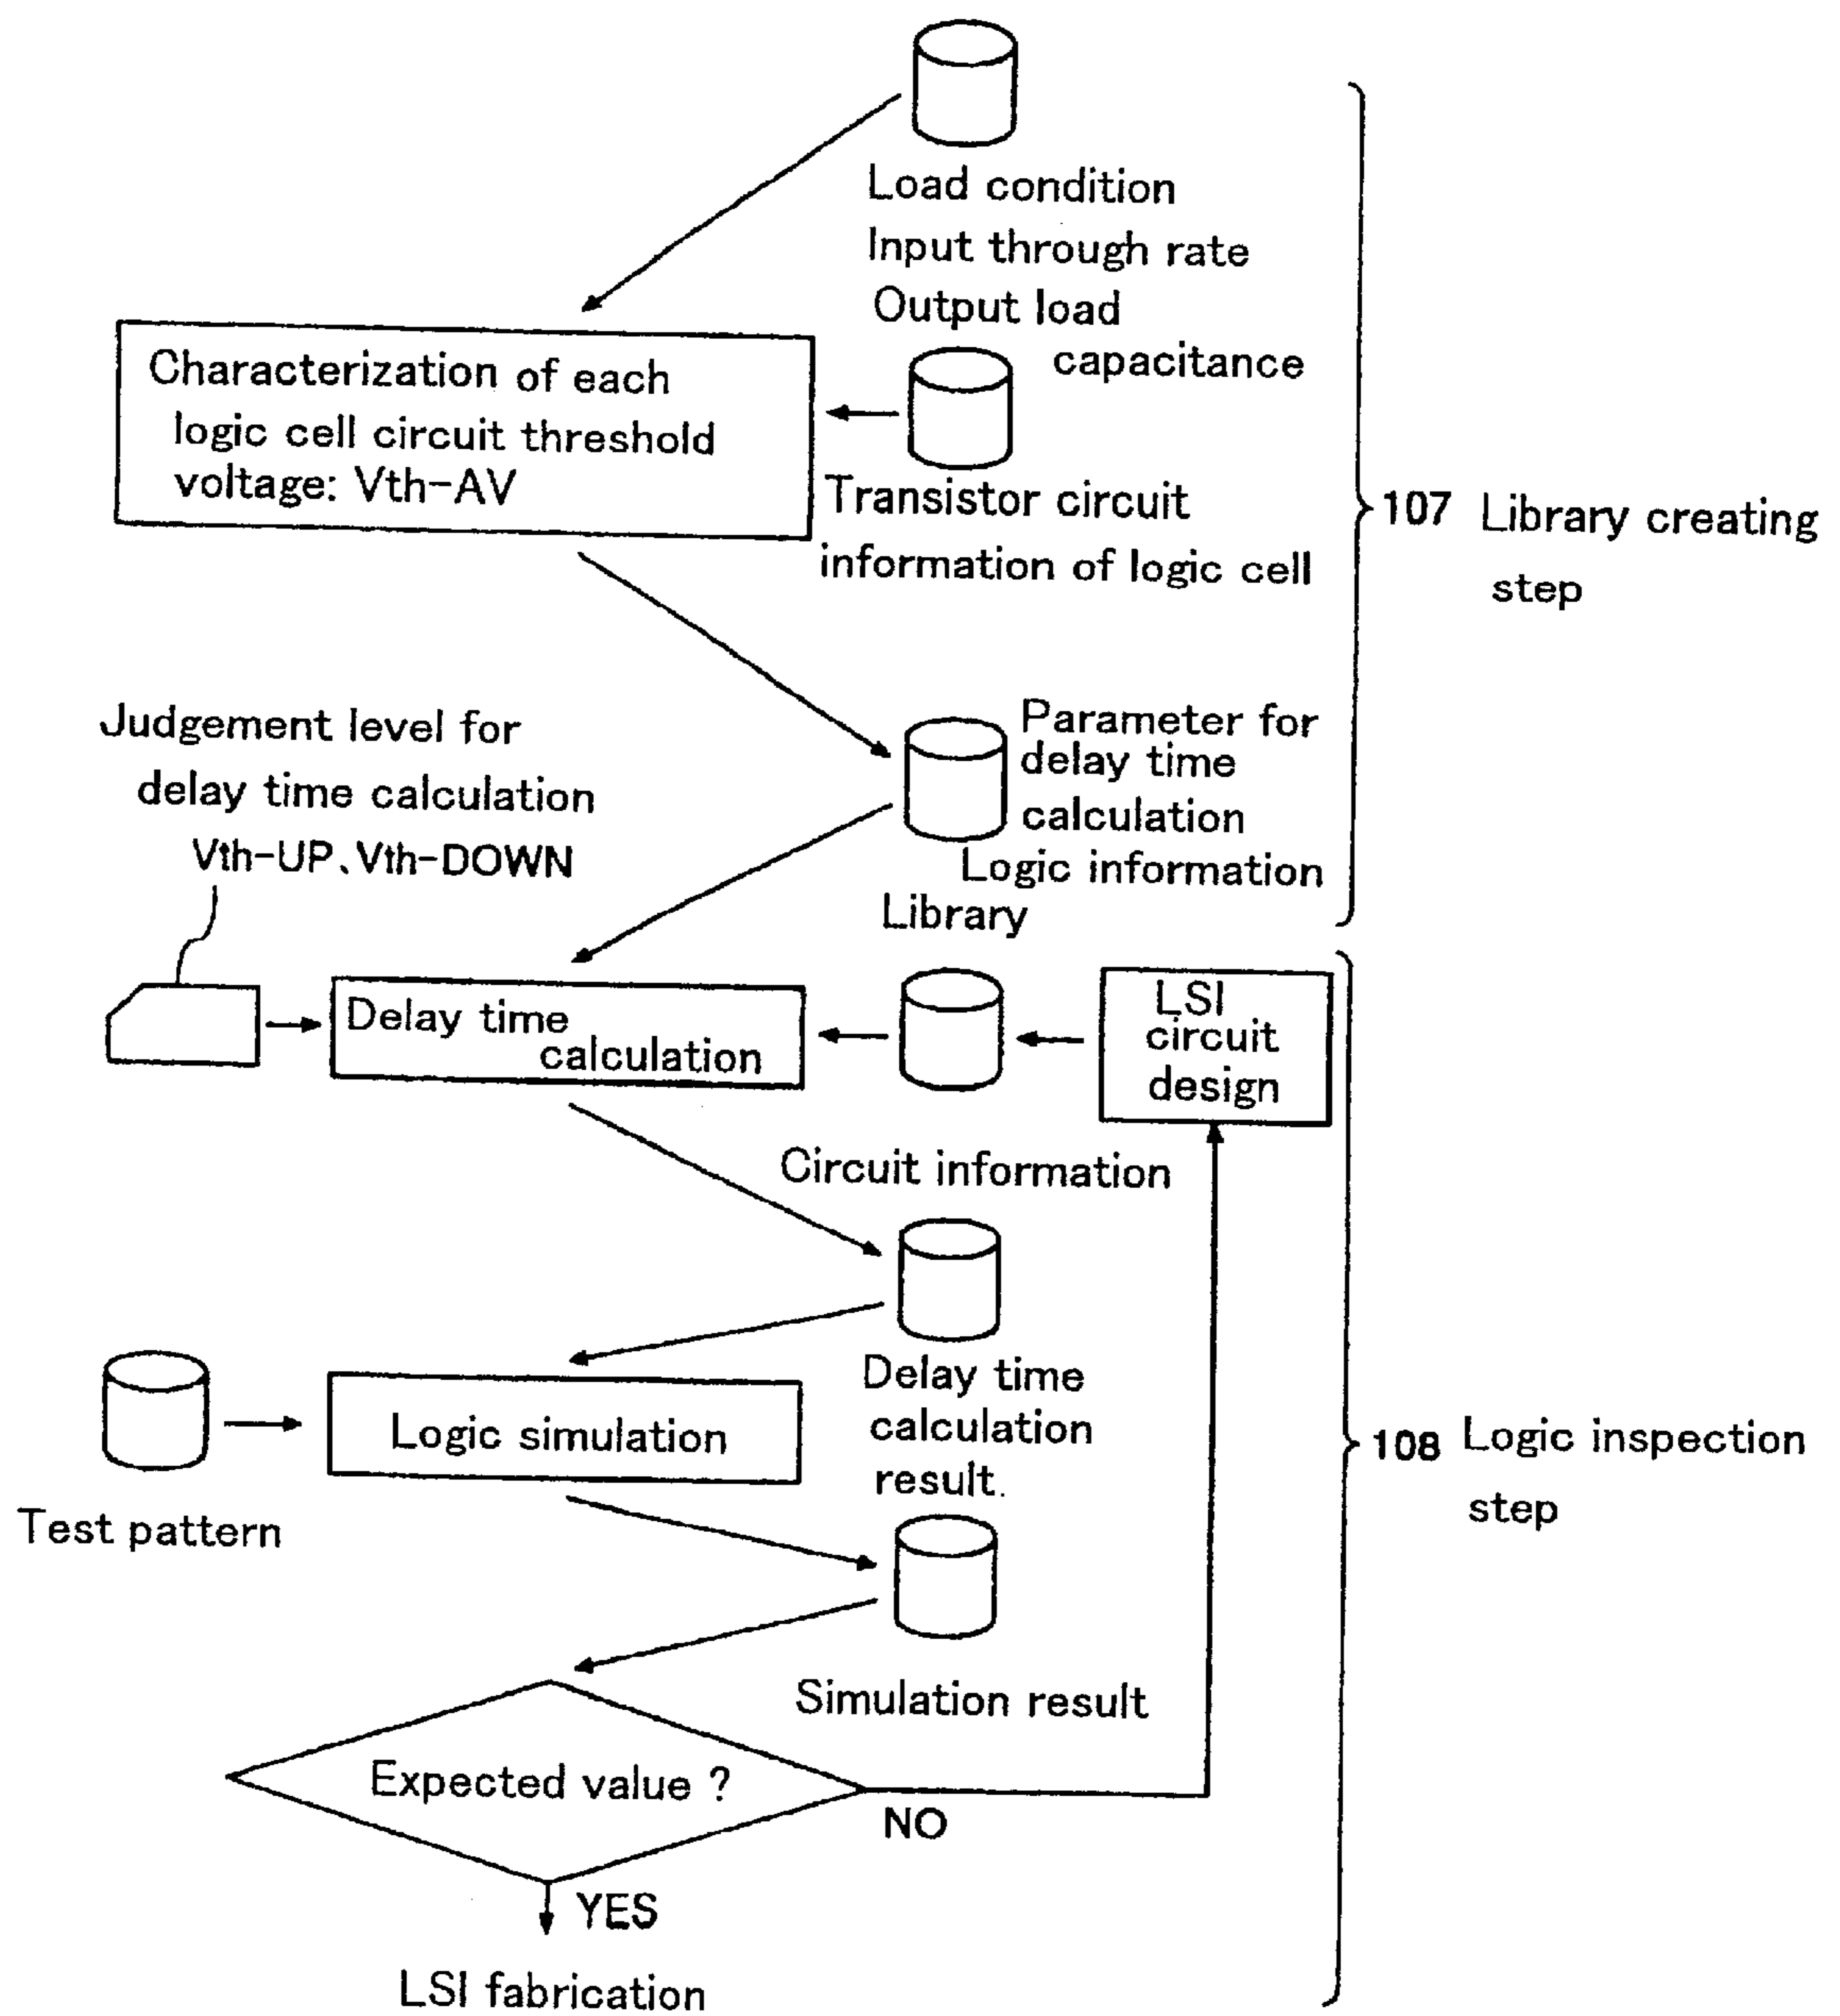 Load condition
Input through rate
Output load
capacitance
Characterization of each
logic cell circuit threshold
voltage: Vth-AV
Transistor circuit
information of logic cell
107 Library creating
step
Parameter for
delay time
calculation
Logic information
Library
Judgement level for
delay time calculation
Vth-UP、Vth-DOWN
Delay time
calculation
LSI
circuit
design
Circuit information
Delay time
calculation
result.
Logic simulation
Test pattern
108 Logic inspection
step
Simulation result
Expected value ?
NO
YES
LSI fabrication